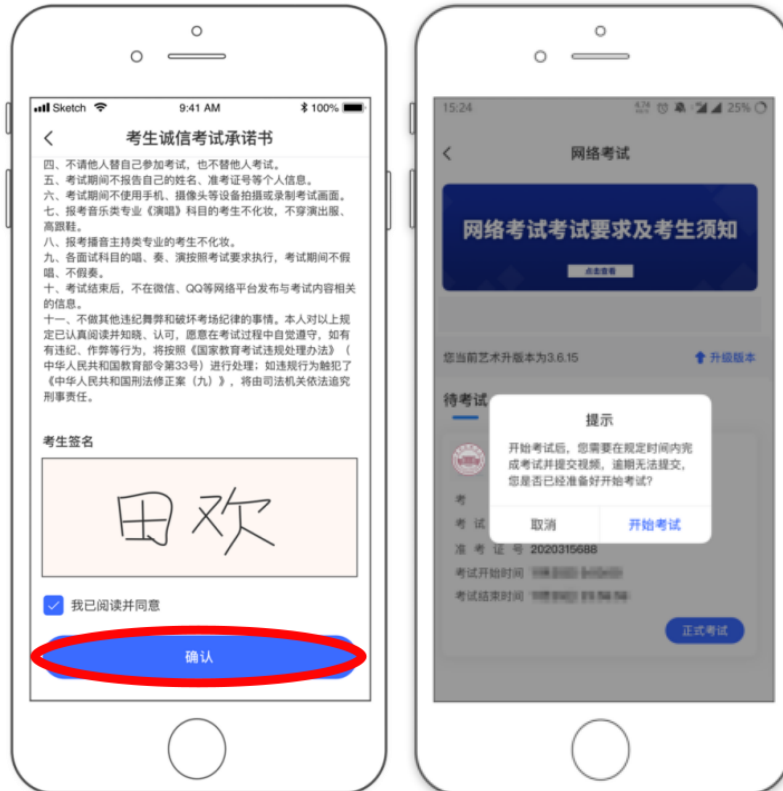 Sketch
9:41 AM
100%
考生诚信考试承诺书
四、不请他人替自己参加考试，也不替他人考试。
五、考试期间不报告自己的姓名、准考证号等个人信息。
六、考试期间不使用手机、摄像头等设备拍摄或录制考试画面。
七、报考音乐类专业《演唱》科目的考生不化妆，不穿演出服、
高跟鞋。
八、报考播音主持类专业的考生不化妆。
九、各面试科目的唱、奏、演按照考试要求执行，考试期间不假
唱、不假奏。
十、考试结束后，不在微信、QQ等网络平台发布与考试内容相关
的信息。
十一、不做其他违纪舞弊和破坏考场纪律的事情。本人对以上规
定已认真阅读并知晓、认可，愿意在考试过程中自觉遵守，如有
有违纪、作弊等行为，将按照《国家教育考试违规处理办法》（
中华人民共和国教育部令第33号）进行处理；如违规行为触犯了
《中华人民共和国刑法修正案（九）》，将由司法机关依法追究
刑事责任。
考生签名
田欢
我已阅读并同意
确认
15:24
25%
网络考试
网络考试考试要求及考生须知
点击查看
您当前艺术升版本为3.6.15
升级版本
待考试
提示
开始考试后，您需要在规定时间内完
成考试并提交视频，逾期无法提交，
您是否已经准备好开始考试？
取消
开始考试
考
考 试
准 考 证 号 2020315688
考试开始时间
考试结束时间
正式考试